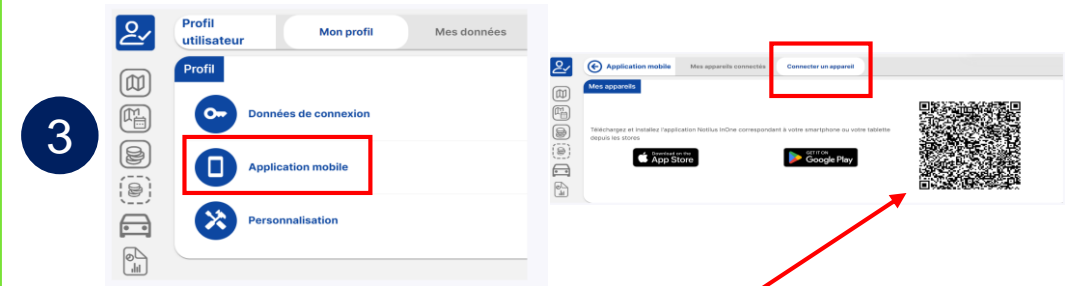 3
Profil
utilisateur
Mon profil
Mes données
Profil
Données de connexion
Application mobile
Personnalisation
Application mobile
Mes appareils connectés
Connecter un appareil
Mes appareils
Téléchargez et installez l'application Notilus InOne correspondant à votre smartphone ou votre tablette
depuis les stores
Download on the
App Store
GET IT ON
Google Play